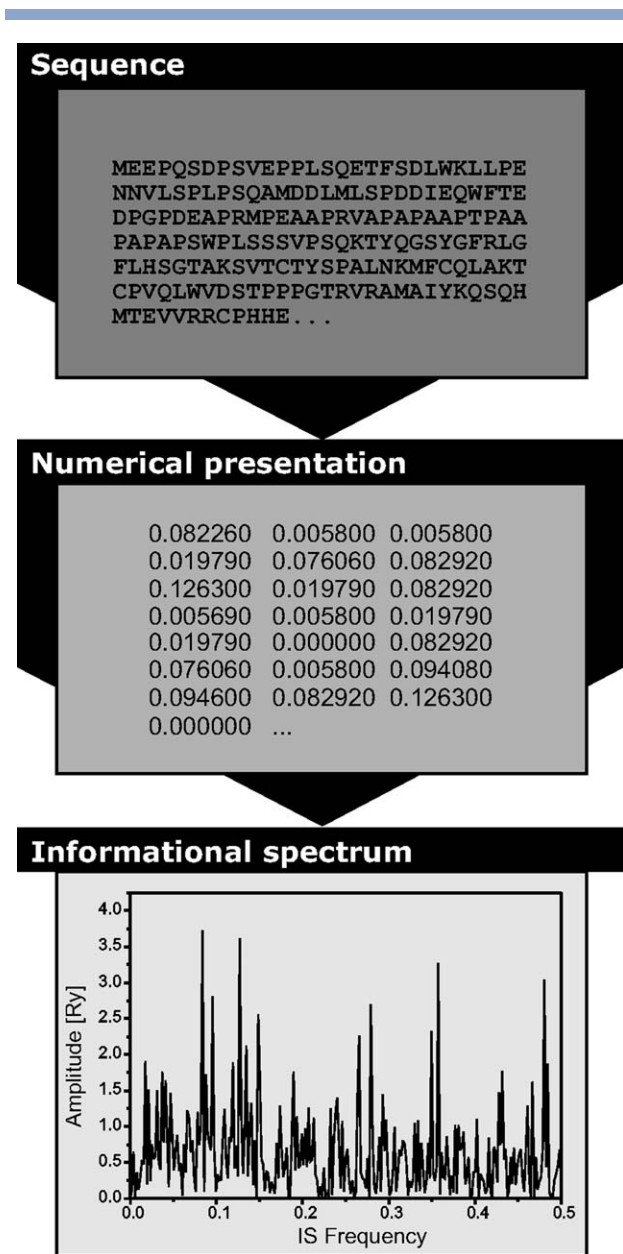 Sequence
MEEPQSDPSVEPPLSQETFSDLWKLLPE
NNVLSPLPSQAMDDLMLSPDDIEQWFTE
DPGPDEAPRMPEAAPRVAPAPAAPTPAA
PAPAPSWPLSSSVPSQKTYQGSYGFRLG
FLHSGTAKSVTCTYSPALNKMFCQLAKT
CPVQLWVDSTPPPGTRVRAMAIYKQSQH
MTEVVRRCPHHE...
Numerical presentation
0.082260 0.005800 0.005800
0.019790 0.076060 0.082920
0.126300 0.019790 0.082920
0.005690 0.005800 0.019790
0.019790 0.000000 0.082920
0.076060 0.005800 0.094080
0.094600 0.082920 0.126300
0.000000 ...
Informational spectrum
Amplitude [Ry]
4.0
3.5
3.0
2.5
2.0
1.5
1.0
0.5
0.0
0.0 0.1 0.2 0.3 0.4 0.5
IS Frequency